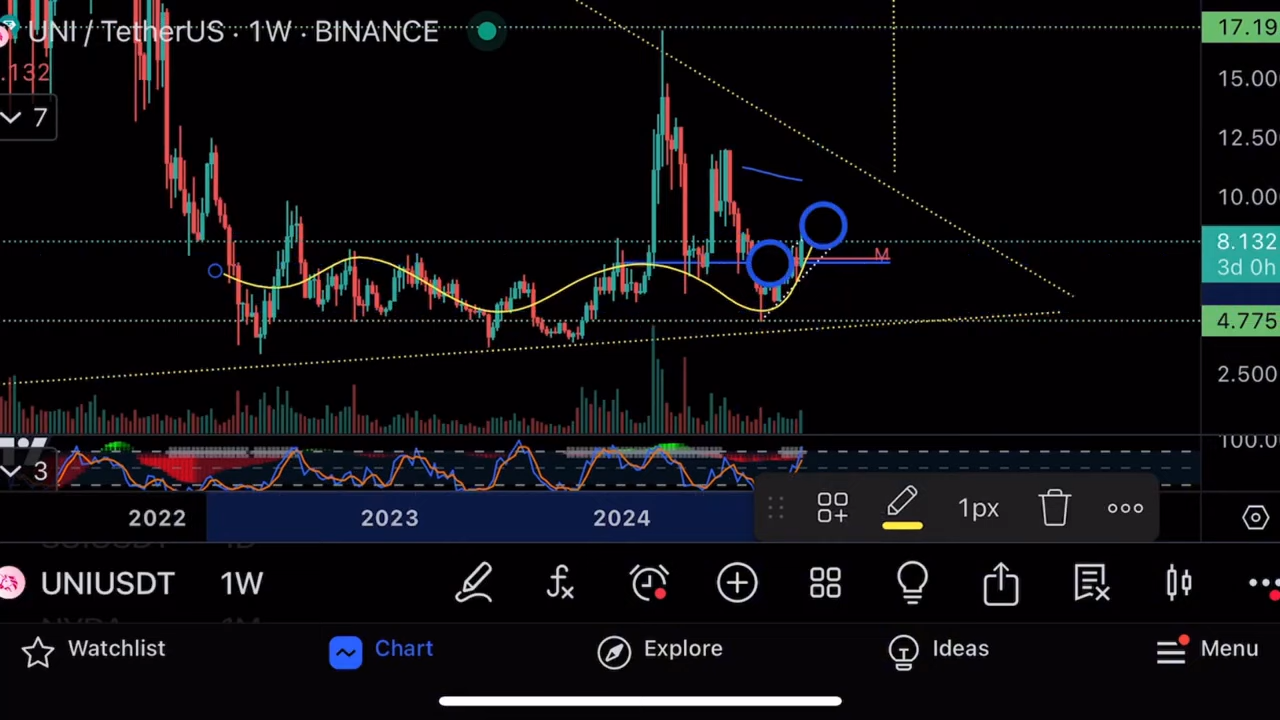 UNI / TetherUS · 1W · BINANCE
17.19
.132
15.00
7
12.50
10.00
8.132
3d 0h
M
4.775
2.500
100.0
3
2022
2023
2024
1px
UNIUSDT
1W
Watchlist
Chart
Explore
Ideas
Menu